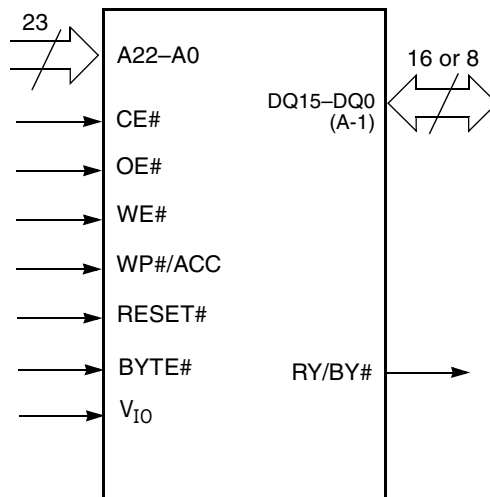 23
A22–A0
16 or 8
DQ15–DQ0
(A-1)
CE#
OE#
WE#
WP#/ACC
RESET#
BYTE#
RY/BY#
VIO